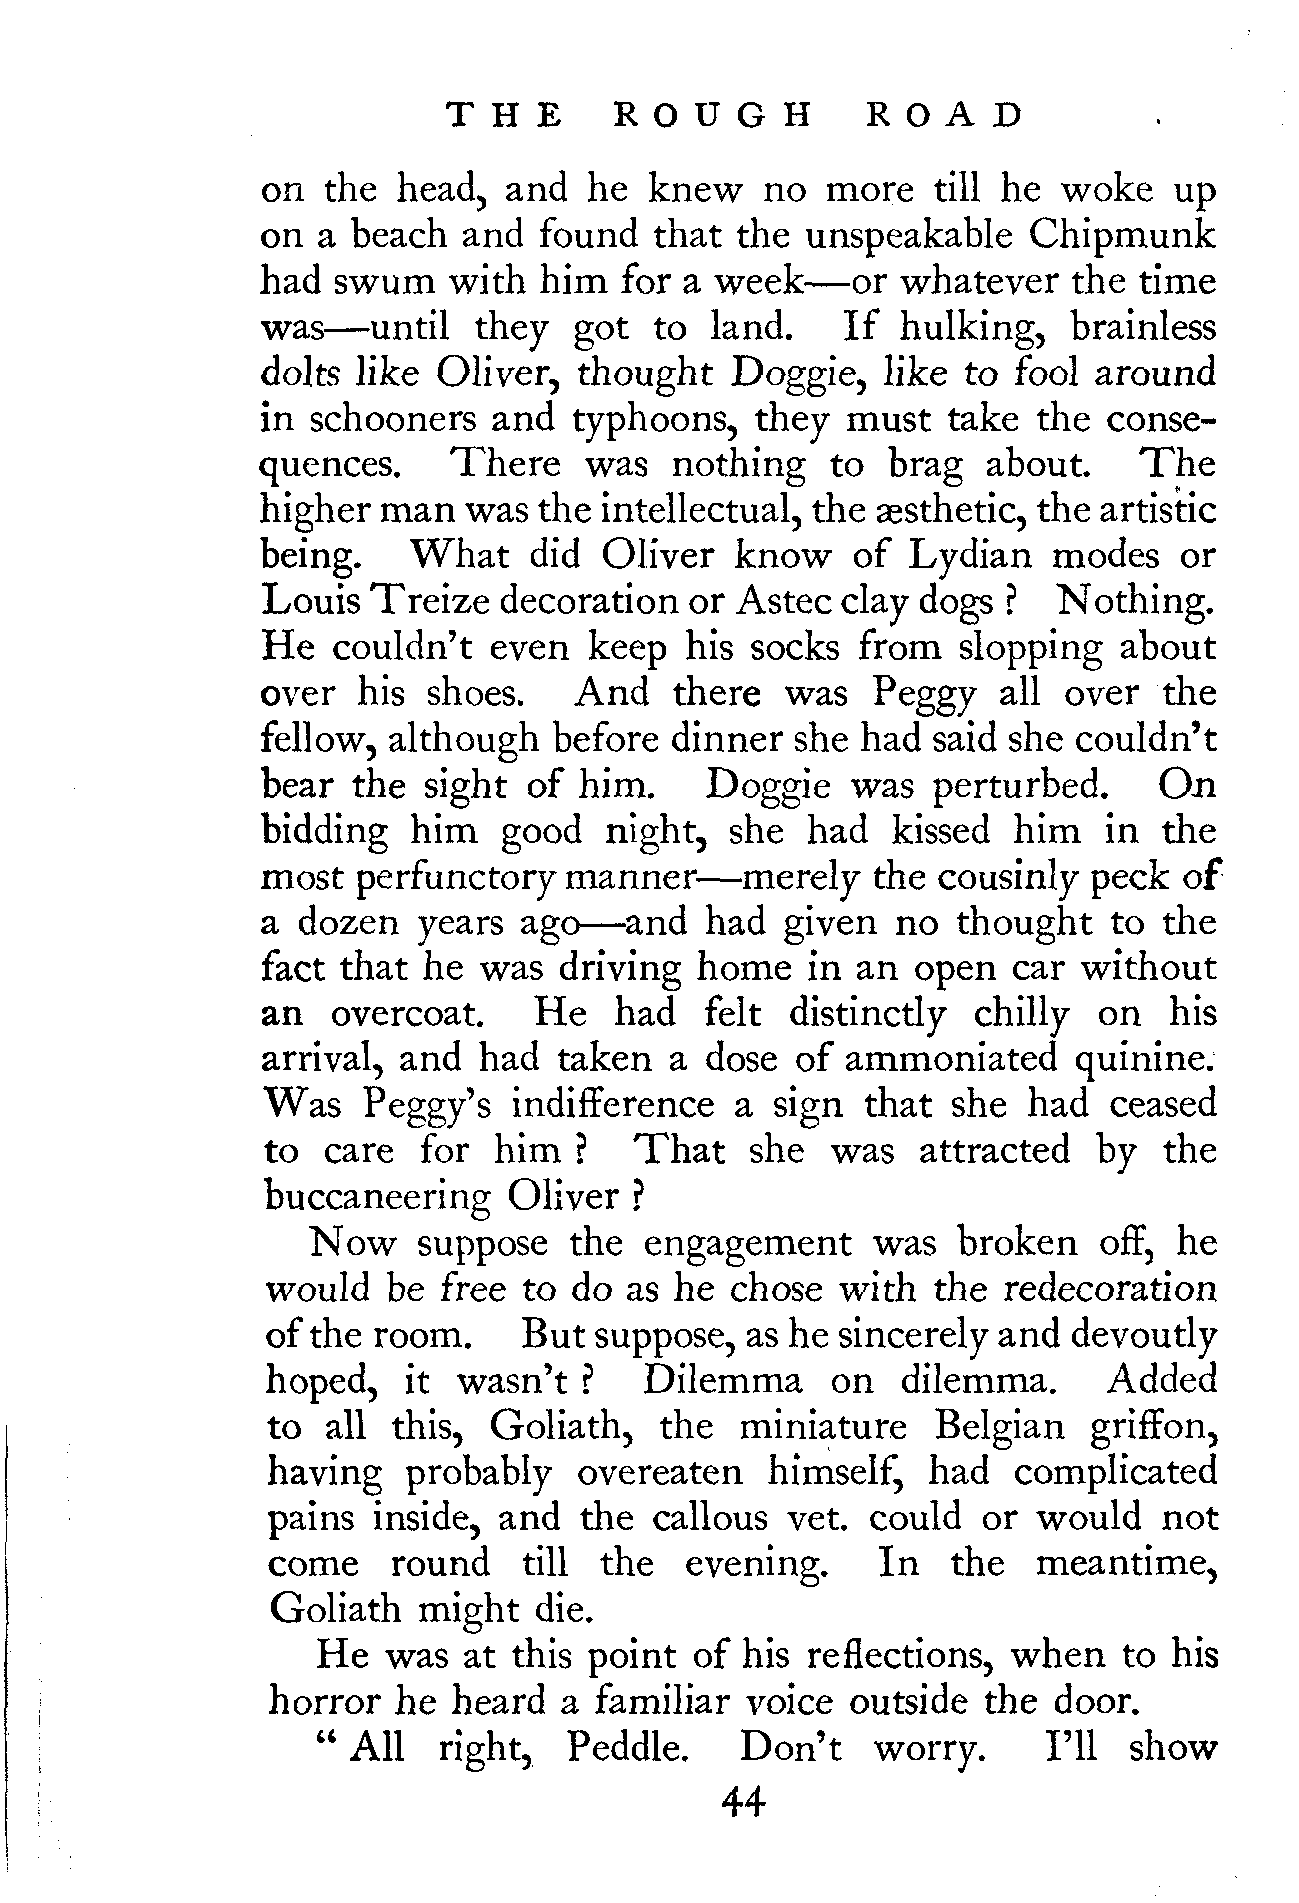 THE ROUGH ROAD
on the head, and he knew no more till he woke up
on a beach and found that the unspeakable Chipmunk
had swum with him for a week—or whatever the time
was—until they got to land. If hulking, brainless
dolts like Oliver, thought Doggie, like to fool around
in schooners and typhoons, they must take the conse-
quences. There was nothing to brag about. The
higher man was the intellectual, the æsthetic, the artistic
being. What did Oliver know of Lydian modes or
Louis Treize decoration or Astec clay dogs ? Nothing.
He couldn't even keep his socks from slopping about
over his shoes. And there was Peggy all over the
fellow, although before dinner she had said she couldn't
bear the sight of him. Doggie was perturbed. On
bidding him good night, she had kissed him in the
most perfunctory manner—merely the cousinly peck of
a dozen years ago—and had given no thought to the
fact that he was driving home in an open car without
an overcoat. He had felt distinctly chilly on his
arrival, and had taken a dose of ammoniated quinine.
Was Peggy's indifference a sign that she had ceased
to care for him ? That she was attracted by the
buccaneering Oliver ?
Now suppose the engagement was broken off, he
would be free to do as he chose with the redecoration
of the room. But suppose, as he sincerely and devoutly
hoped, it wasn't ? Dilemma on dilemma. Added
to all this, Goliath, the miniature Belgian griffon,
having probably overeaten himself, had complicated
pains inside, and the callous vet. could or would not
come round till the evening. In the meantime,
Goliath might die.
He was at this point of his reflections, when to his
horror he heard a familiar voice outside the door.
" All right, Peddle. Don't worry. I'll show
44